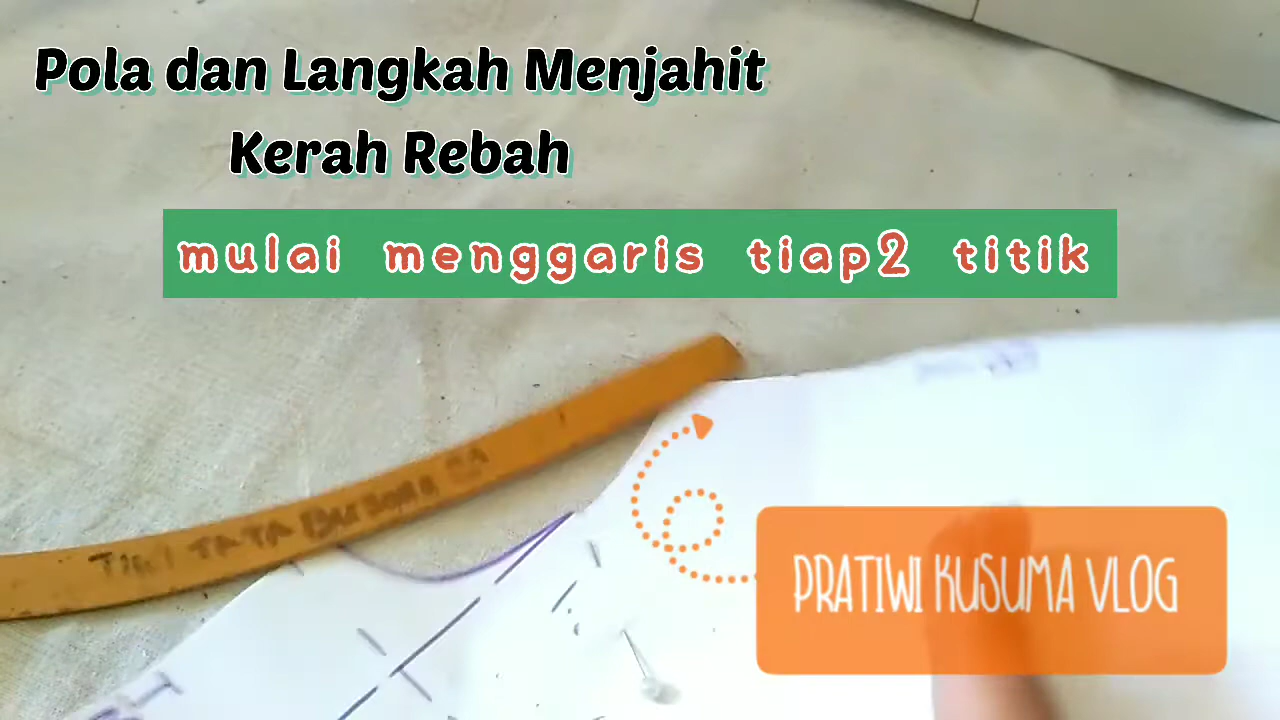 Pola dan Langkah Menjahit
Kerah Rebah
mulai menggaris tiap2 titik
PRATIWI KUSUMA VLOG